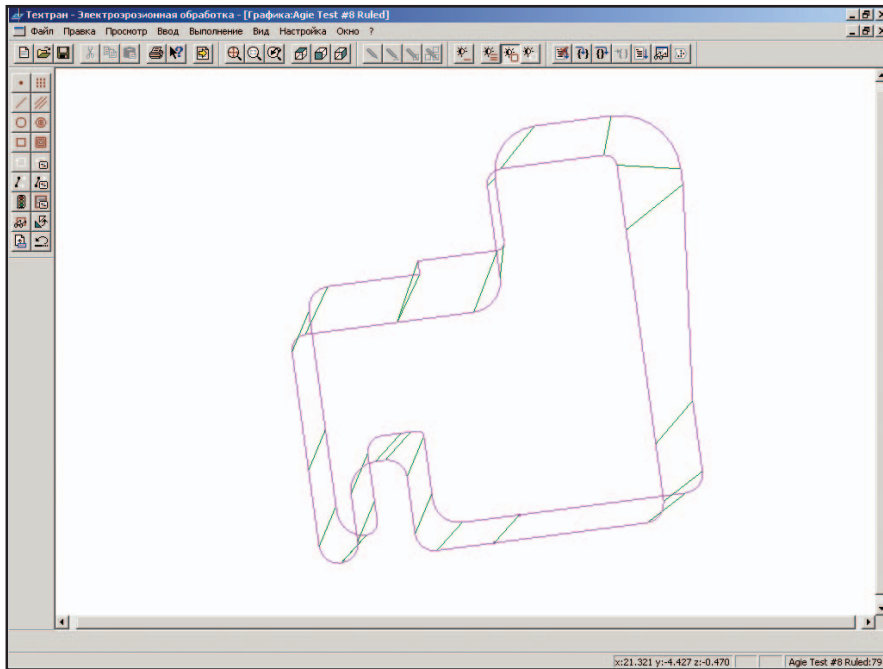 Тектран - Электроэрозионная обработка - [Графика:Agie Test #8 Ruled]
Файл Правка Просмотр Ввод Выполнение Вид Настройка Окно ?
x:21.321 y:-4.427 z:-0.470 Agie Test #8 Ruled:79